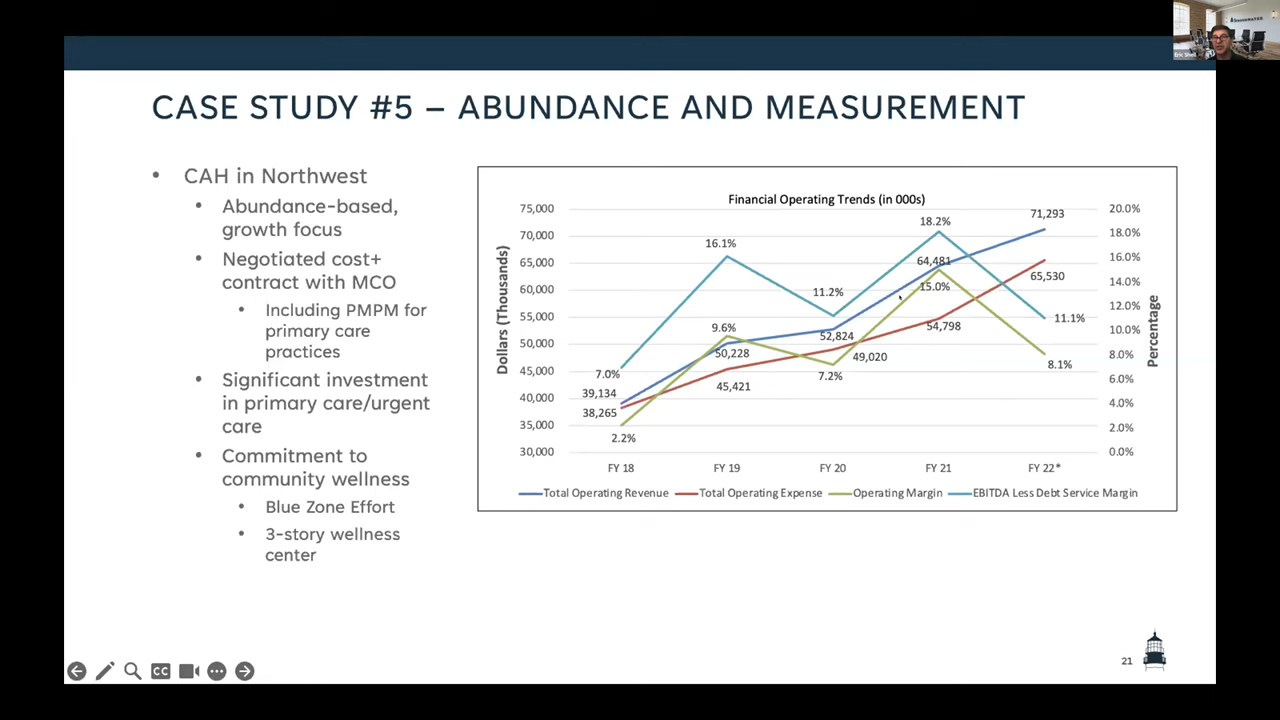 CASE STUDY #5 – ABUNDANCE AND MEASUREMENT
• CAH in Northwest
• Abundance-based,
growth focus
• Negotiated cost+
contract with MCO
• Including PMPM for
primary care
practices
• Significant investment
in primary care/urgent
care
• Commitment to
community wellness
• Blue Zone Effort
• 3-story wellness
center
Financial Operating Trends (in 000s)
Dollars (Thousands)
75,000
70,000
65,000
60,000
55,000
50,000
45,000
40,000
35,000
30,000
20.0%
18.0%
16.0%
14.0%
12.0%
10.0%
8.0%
6.0%
4.0%
2.0%
0.0%
Percentage
7.0%
16.1%
11.2%
18.2%
11.1%
39,134
50,228
52,824
64,481
71,293
38,265
45,421
49,020
54,798
65,530
2.2%
9.6%
7.2%
15.0%
8.1%
FY 18 FY 19 FY 20 FY 21 FY 22*
Total Operating Revenue Total Operating Expense Operating Margin EBITDA Less Debt Service Margin
21
CC